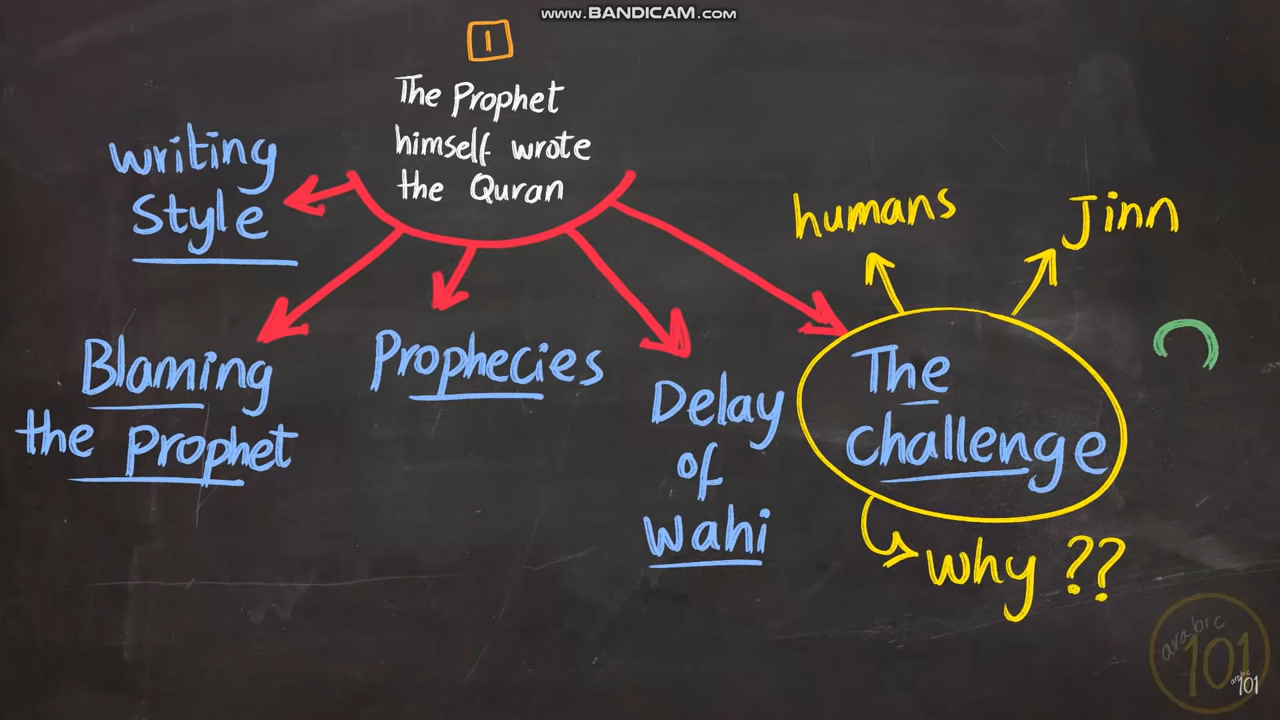 www.BANDICAM.com
1
The Prophet
himself wrote
the Quran
writing
Style
Blaming
the Prophet
Prophecies
Delay
of
Wahi
humans
Jinn
The
challenge
Why ??
arabic
101
arabic
101